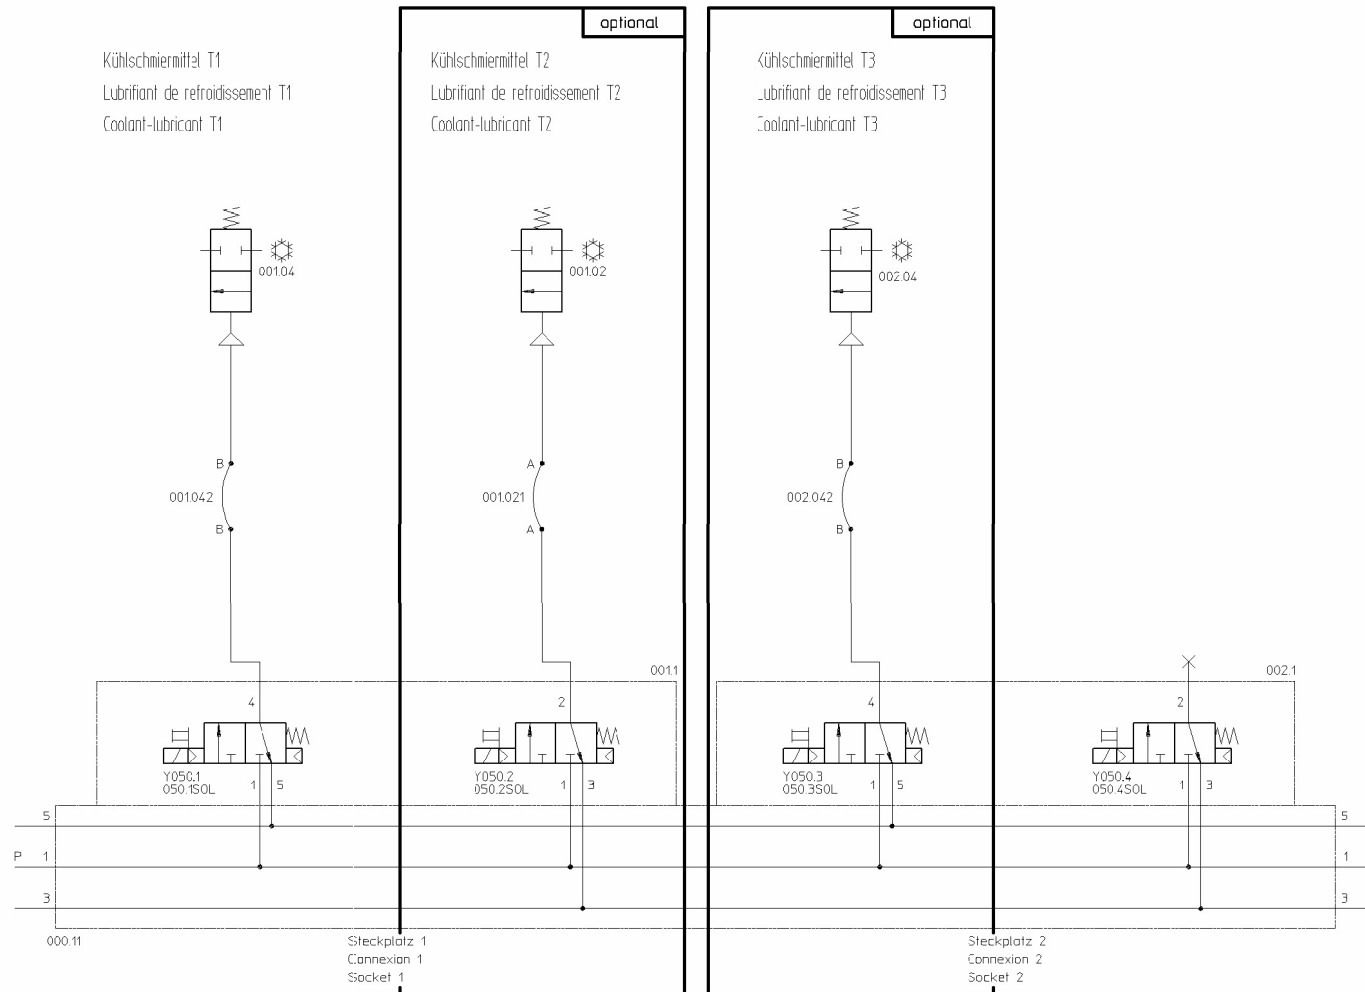 optional
optional
Kühlschmiermittel T1
Lubrifiant de refroidissement T1
Coolant-lubricant T1
Kühlschmiermittel T2
Lubrifiant de refroidissement T2
Coolant-lubricant T2
Kühlschmiermittel T3
Lubrifiant de refroidissement T3
Coolant-lubricant T3
001.04
001.02
002.04
B
001.042
B
A
001.021
A
B
002.042
B
001.1
002.1
4
2
4
2
Y050.1
050.1SOL
1 5
Y050.2
050.2SOL
1 3
Y050.3
050.3SOL
1 5
Y050.4
050.4SOL
1 3
5
5
P 1
1
3
3
000.11
Steckplatz 1
Connexion 1
Socket 1
Steckplatz 2
Connexion 2
Socket 2